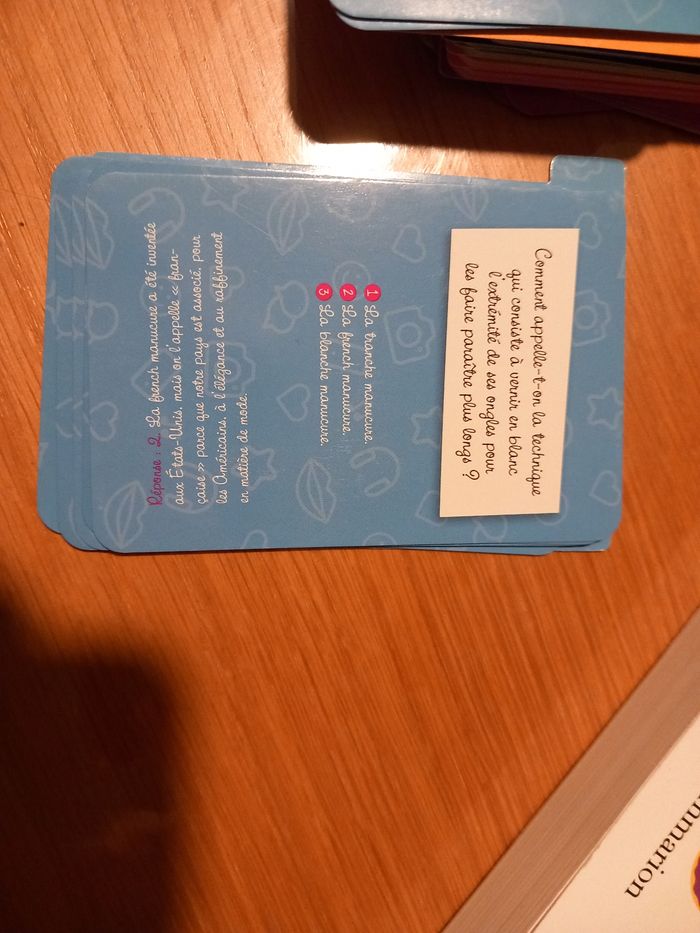 Comment appelle-t-on la technique
qui consiste à vernir en blanc
l'extrémité de ses ongles pour
les faire paraître plus longs ?
1 La tranche manucure.
2 La french manucure.
3 La blanche manucure.
Réponse : 2. La french manucure a été inventée
aux États-Unis, mais on l'appelle « fran-
çaise » parce que notre pays est associé, pour
les Américains, à l'élégance et au raffinement
en matière de mode.